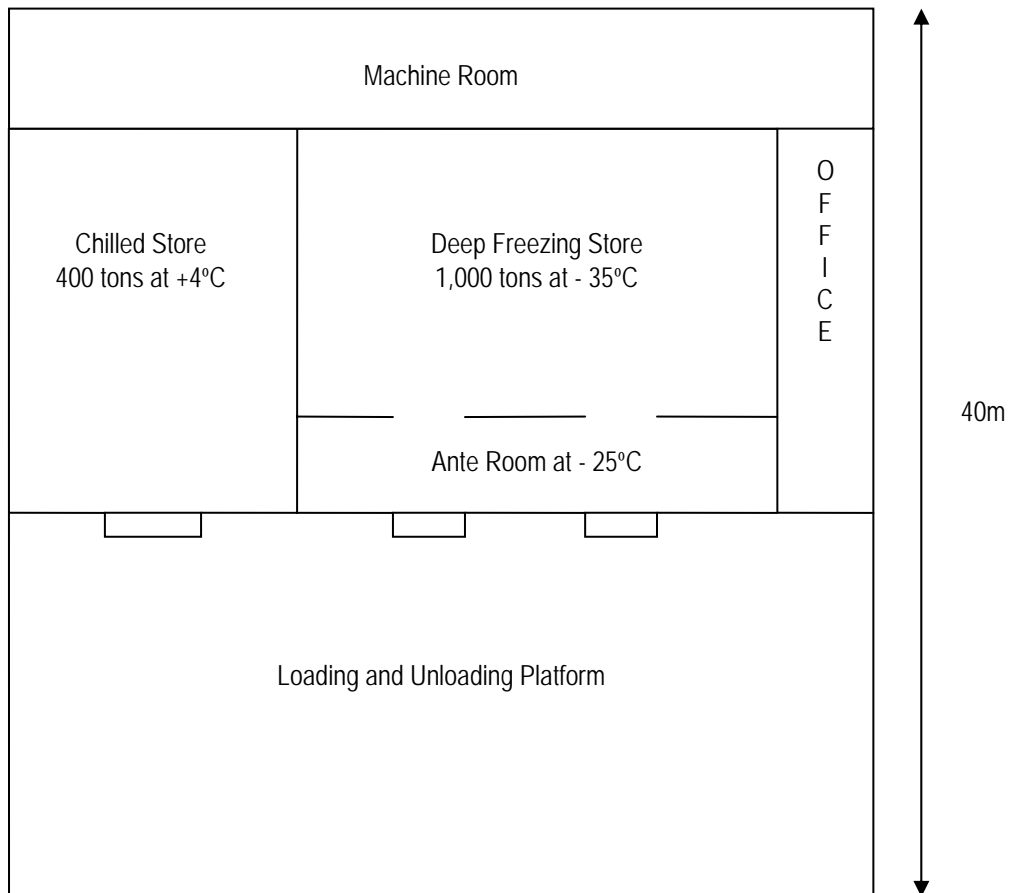 Machine Room
Chilled Store
400 tons at +4ºC
Deep Freezing Store
1,000 tons at - 35ºC
O
F
F
I
C
E
40m
Ante Room at - 25ºC
Loading and Unloading Platform